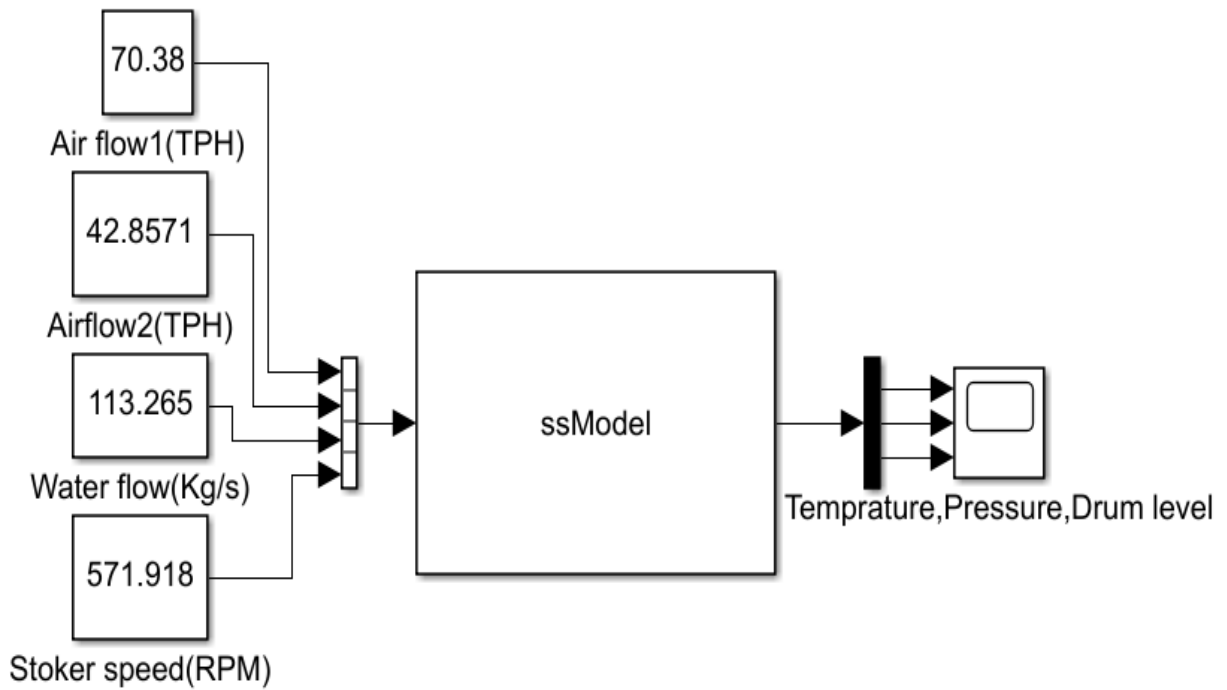 70.38
Air flow1(TPH)
42.8571
Airflow2(TPH)
113.265
Water flow(Kg/s)
571.918
Stoker speed(RPM)
ssModel
Temprature,Pressure,Drum level